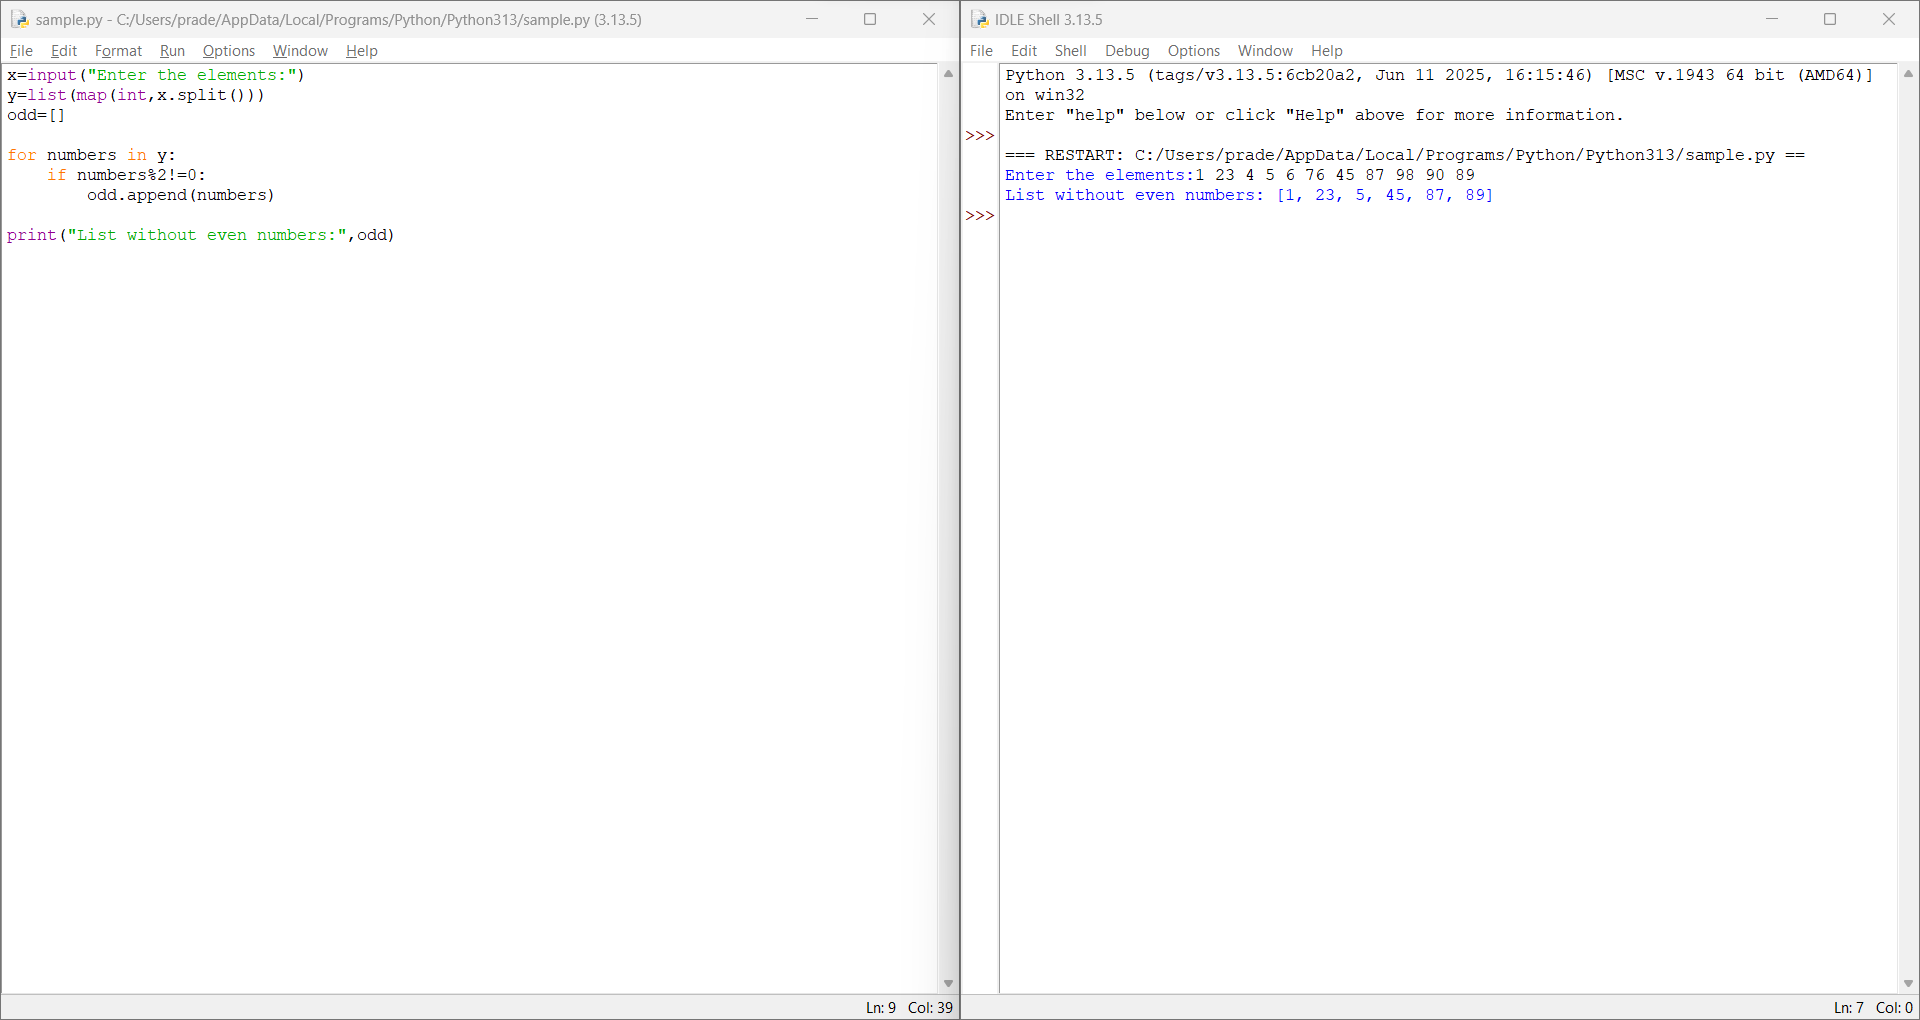 sample.py - C:/Users/prade/AppData/Local/Programs/Python/Python313/sample.py (3.13.5)
File Edit Format Run Options Window Help
x=input("Enter the elements:")
y=list(map(int,x.split()))
odd=[]
for numbers in y:
    if numbers%2!=0:
        odd.append(numbers)
print("List without even numbers:",odd)
Ln: 9 Col: 39
IDLE Shell 3.13.5
File Edit Shell Debug Options Window Help
Python 3.13.5 (tags/v3.13.5:6cb20a2, Jun 11 2025, 16:15:46) [MSC v.1943 64 bit (AMD64)]
on win32
Enter "help" below or click "Help" above for more information.
>>>
=== RESTART: C:/Users/prade/AppData/Local/Programs/Python/Python313/sample.py ==
Enter the elements:1 23 4 5 6 76 45 87 98 90 89
List without even numbers: [1, 23, 5, 45, 87, 89]
>>>
Ln: 7 Col: 0